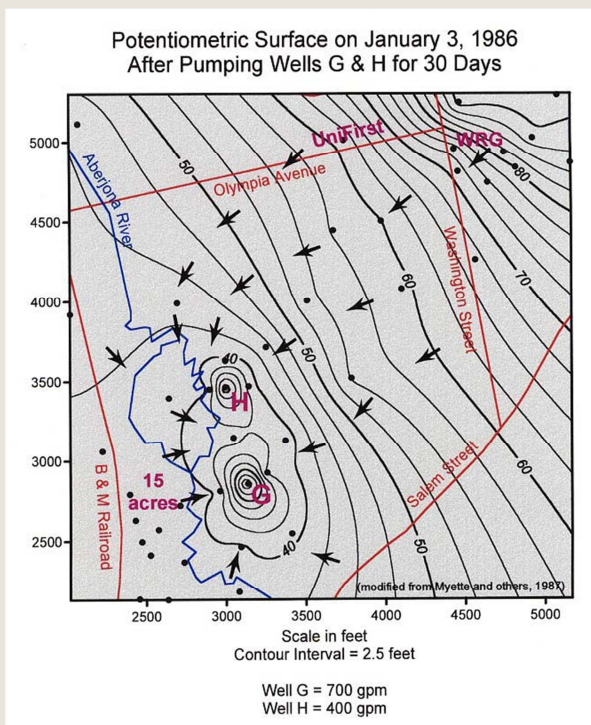 Potentiometric Surface on January 3, 1986
After Pumping Wells G & H for 30 Days
UniFirst
WRG
5000
50
80
Olympia Avenue
Aberjona River
4500
Washington Street
70
60
4000
50
3500
40
H
3000
15
acres
G
B & M Railroad
Salem Street
60
2500
40
50
(modified from Myette and others, 1987)
2500
3000
3500
4000
4500
5000
Scale in feet
Contour Interval = 2.5 feet
Well G = 700 gpm
Well H = 400 gpm